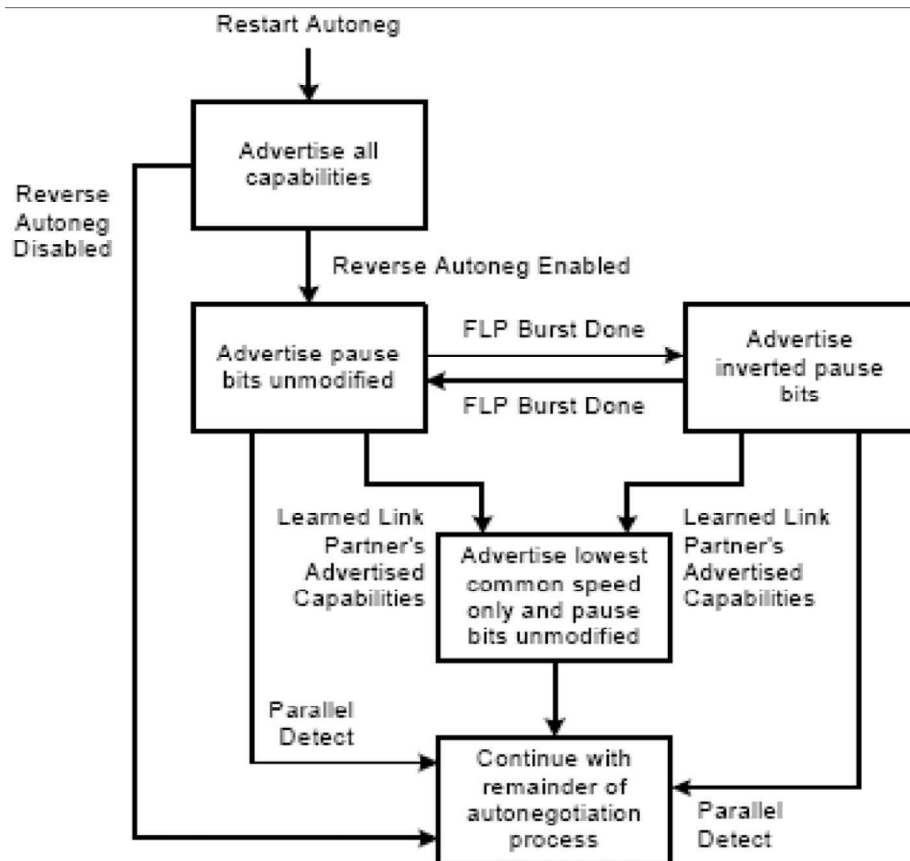 Restart Autoneg
Advertise all
capabilities
Reverse
Autoneg
Disabled
Reverse Autoneg Enabled
Advertise pause
bits unmodified
FLP Burst Done
FLP Burst Done
Advertise
inverted pause
bits
Learned Link
Partner's
Advertised
Capabilities
Advertise lowest
common speed
only and pause
bits unmodified
Learned Link
Partner's
Advertised
Capabilities
Parallel
Detect
Continue with
remainder of
autonegotiation
process
Parallel
Detect